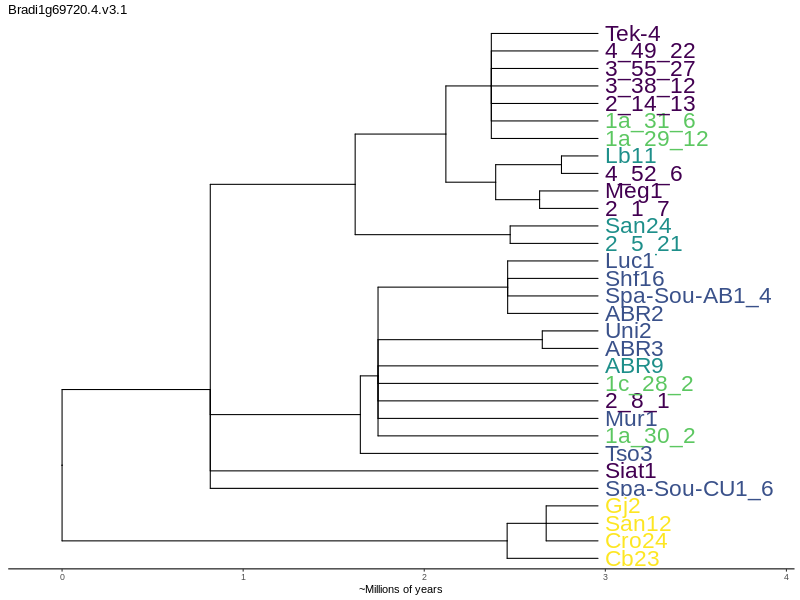 Bradi1g69720.4.v3.1
Tek-4
4_49_22
3_55_27
3_38_12
2_14_13
1a_31_6
1a_29_12
Lb11
4_52_6
Meg1
2_1_7
San24
2_5_21
Luc1
Shf16
Spa-Sou-AB1_4
ABR2
Uni2
ABR3
ABR9
1c_28_2
2_8_1
Mur1
1a_30_2
Tso3
Siat1
Spa-Sou-CU1_6
Gj2
San12
Cro24
Cb23
0 1 2 3 4
~Millions of years